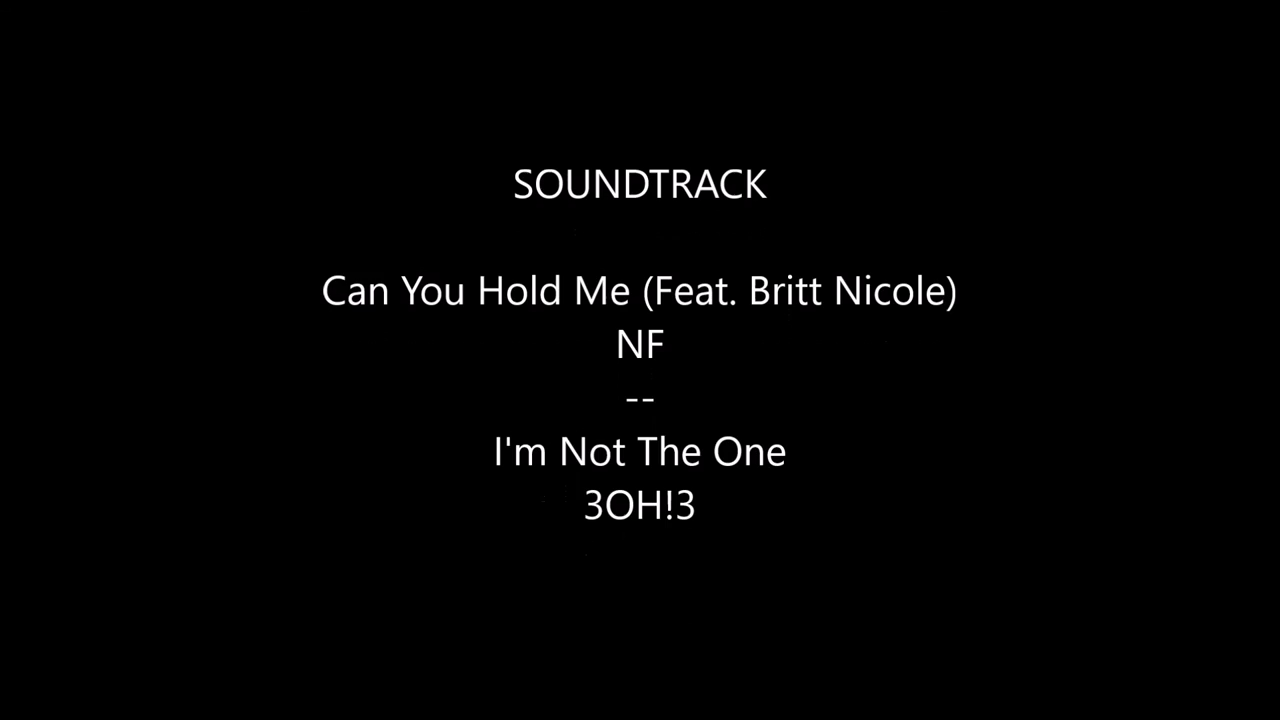 SOUNDTRACK
Can You Hold Me (Feat. Britt Nicole)
NF
--
I'm Not The One
3OH!3